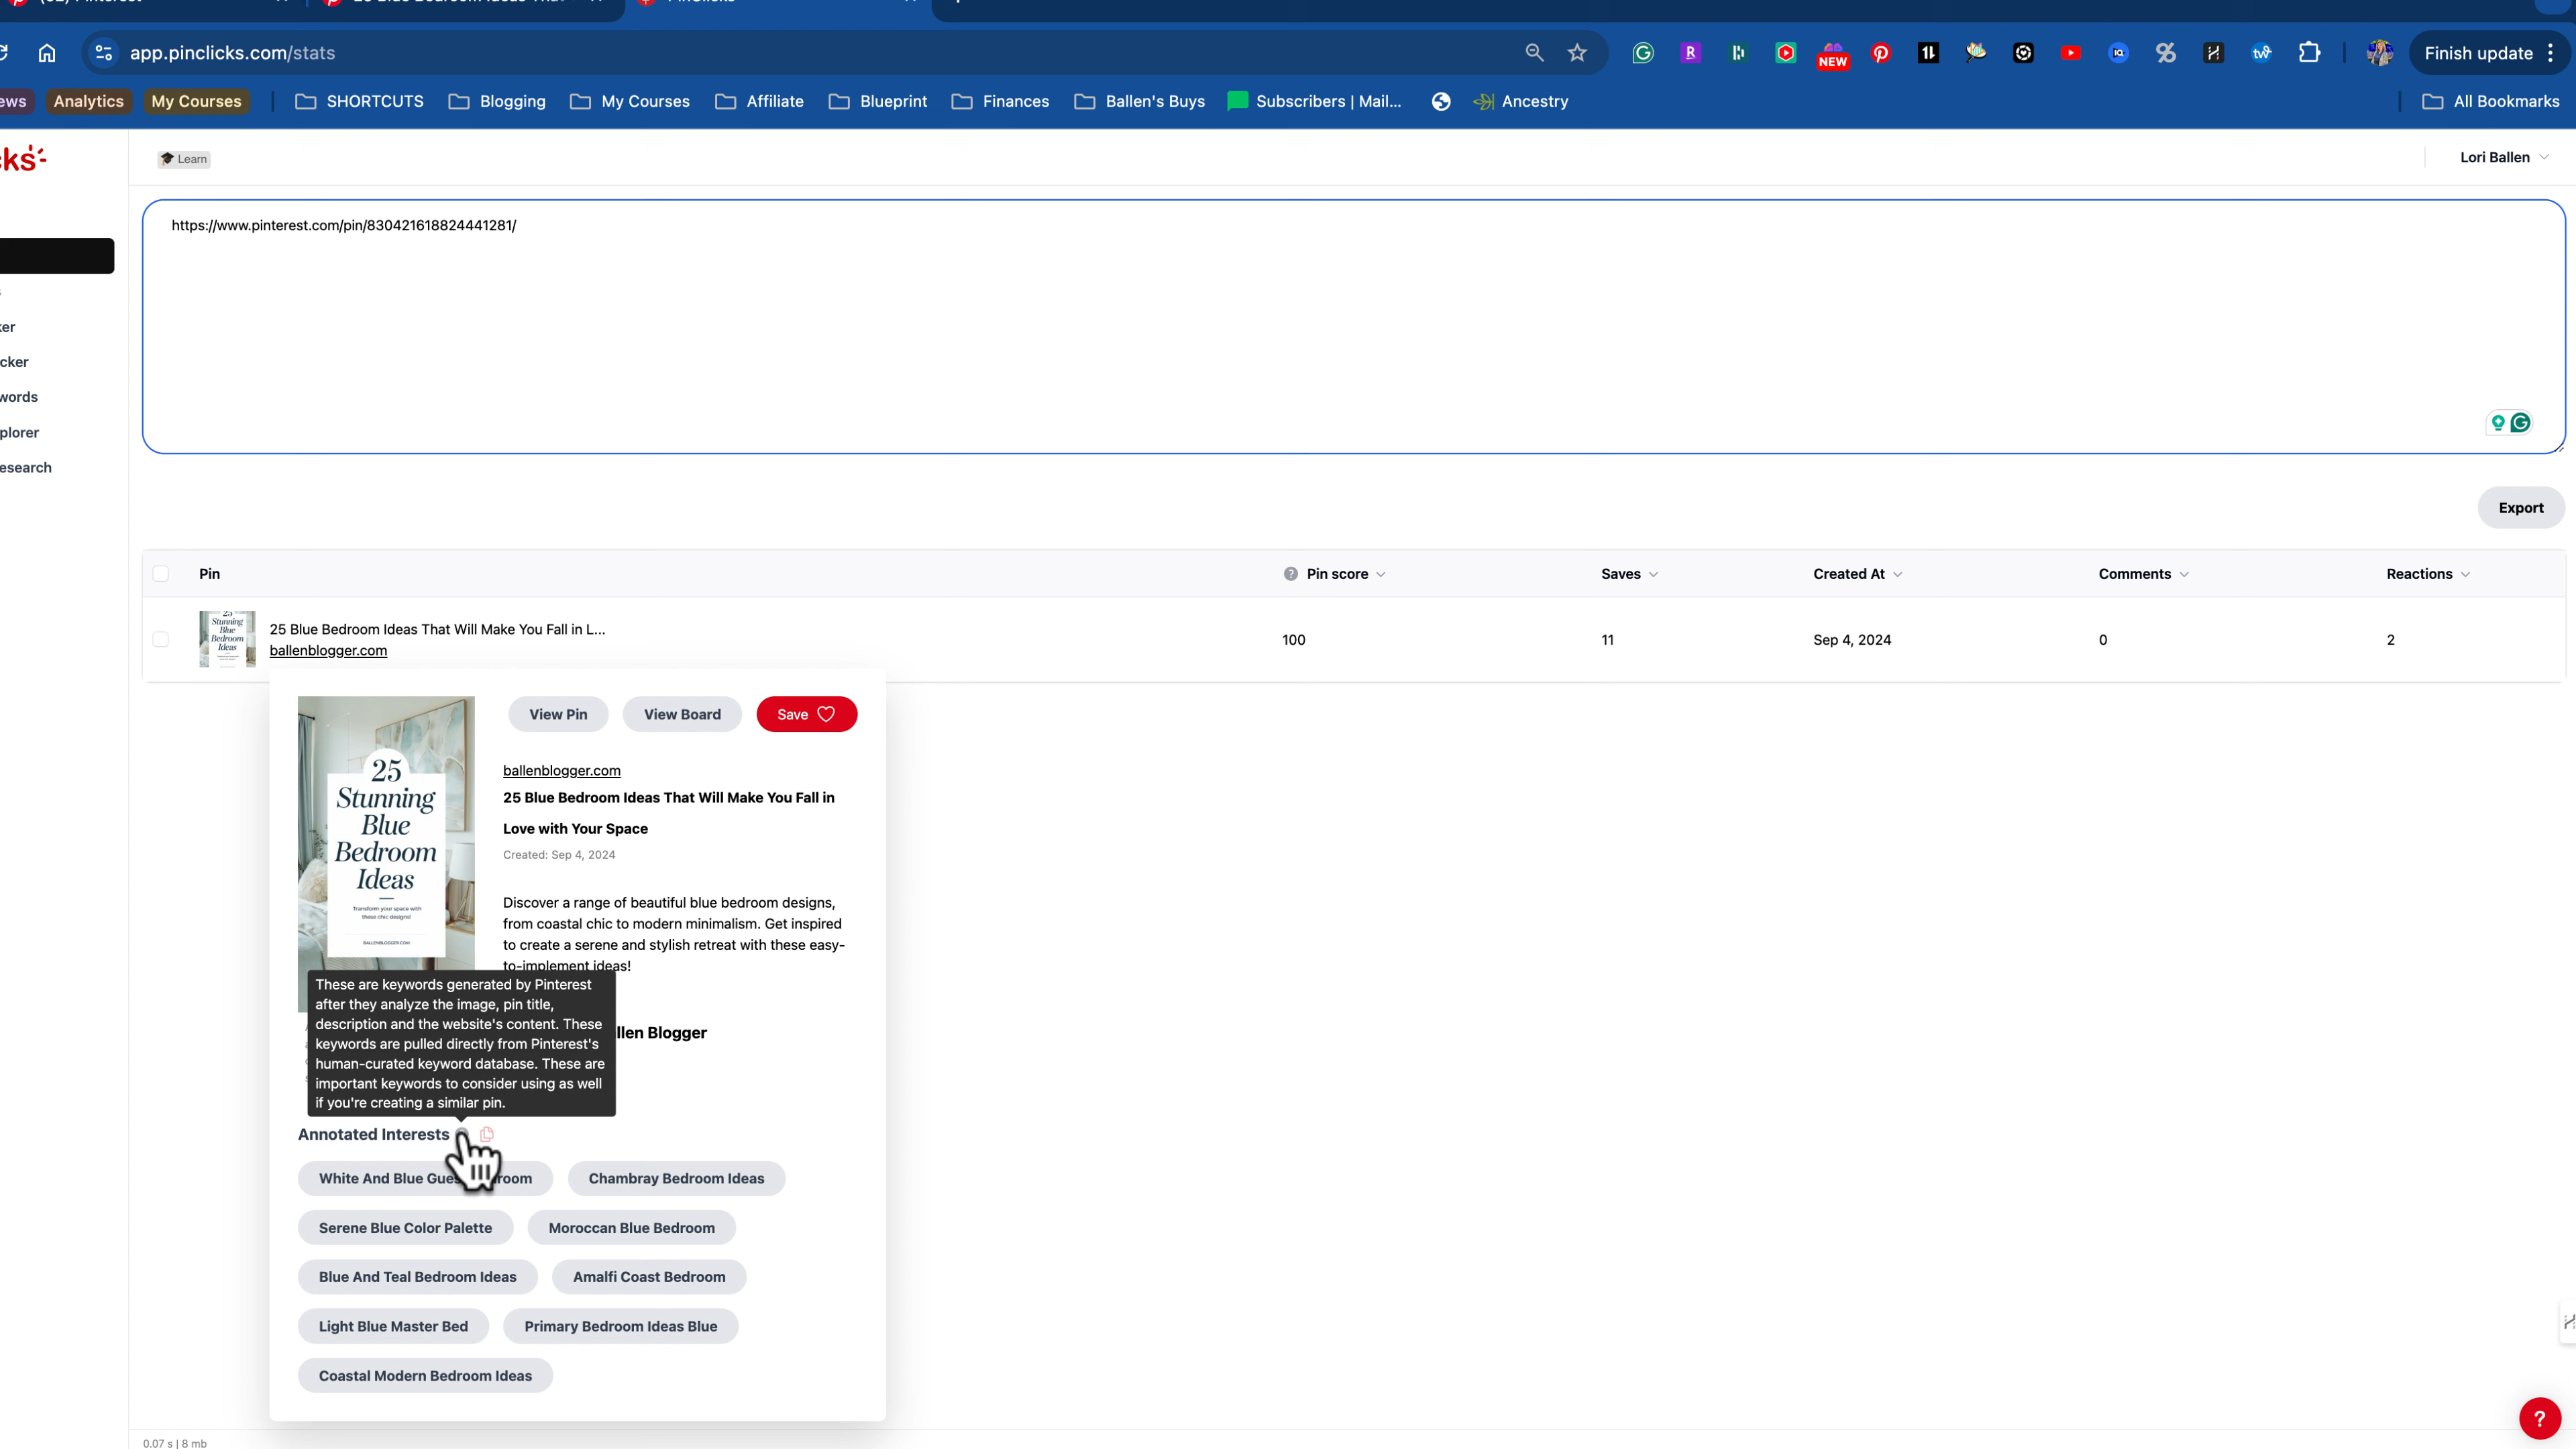 app.pinclicks.com/stats
Finish update
NEW
ews
Analytics
My Courses
SHORTCUTS
Blogging
My Courses
Affiliate
Blueprint
Finances
Ballen's Buys
Subscribers | Mail...
Ancestry
All Bookmarks
cks
Learn
Lori Ballen
https://www.pinterest.com/pin/830421618824441281/
ker
cker
words
plorer
esearch
Export
Pin
Pin score
Saves
Created At
Comments
Reactions
25 Blue Bedroom Ideas That Will Make You Fall in L...
ballenblogger.com
100
11
Sep 4, 2024
0
2
View Pin
View Board
Save
25
Stunning
Blue
Bedroom
Ideas
Transform your space with
these chic designs!
BALLENBLOGGER.COM
ballenblogger.com
25 Blue Bedroom Ideas That Will Make You Fall in
Love with Your Space
Created: Sep 4, 2024
Discover a range of beautiful blue bedroom designs,
from coastal chic to modern minimalism. Get inspired
to create a serene and stylish retreat with these easy-
to-implement ideas!
These are keywords generated by Pinterest
after they analyze the image, pin title,
description and the website's content. These
keywords are pulled directly from Pinterest's
human-curated keyword database. These are
important keywords to consider using as well
if you're creating a similar pin.
llen Blogger
Annotated Interests
White And Blue Gues room
Chambray Bedroom Ideas
Serene Blue Color Palette
Moroccan Blue Bedroom
Blue And Teal Bedroom Ideas
Amalfi Coast Bedroom
Light Blue Master Bed
Primary Bedroom Ideas Blue
Coastal Modern Bedroom Ideas
0.07 s | 8 mb
?